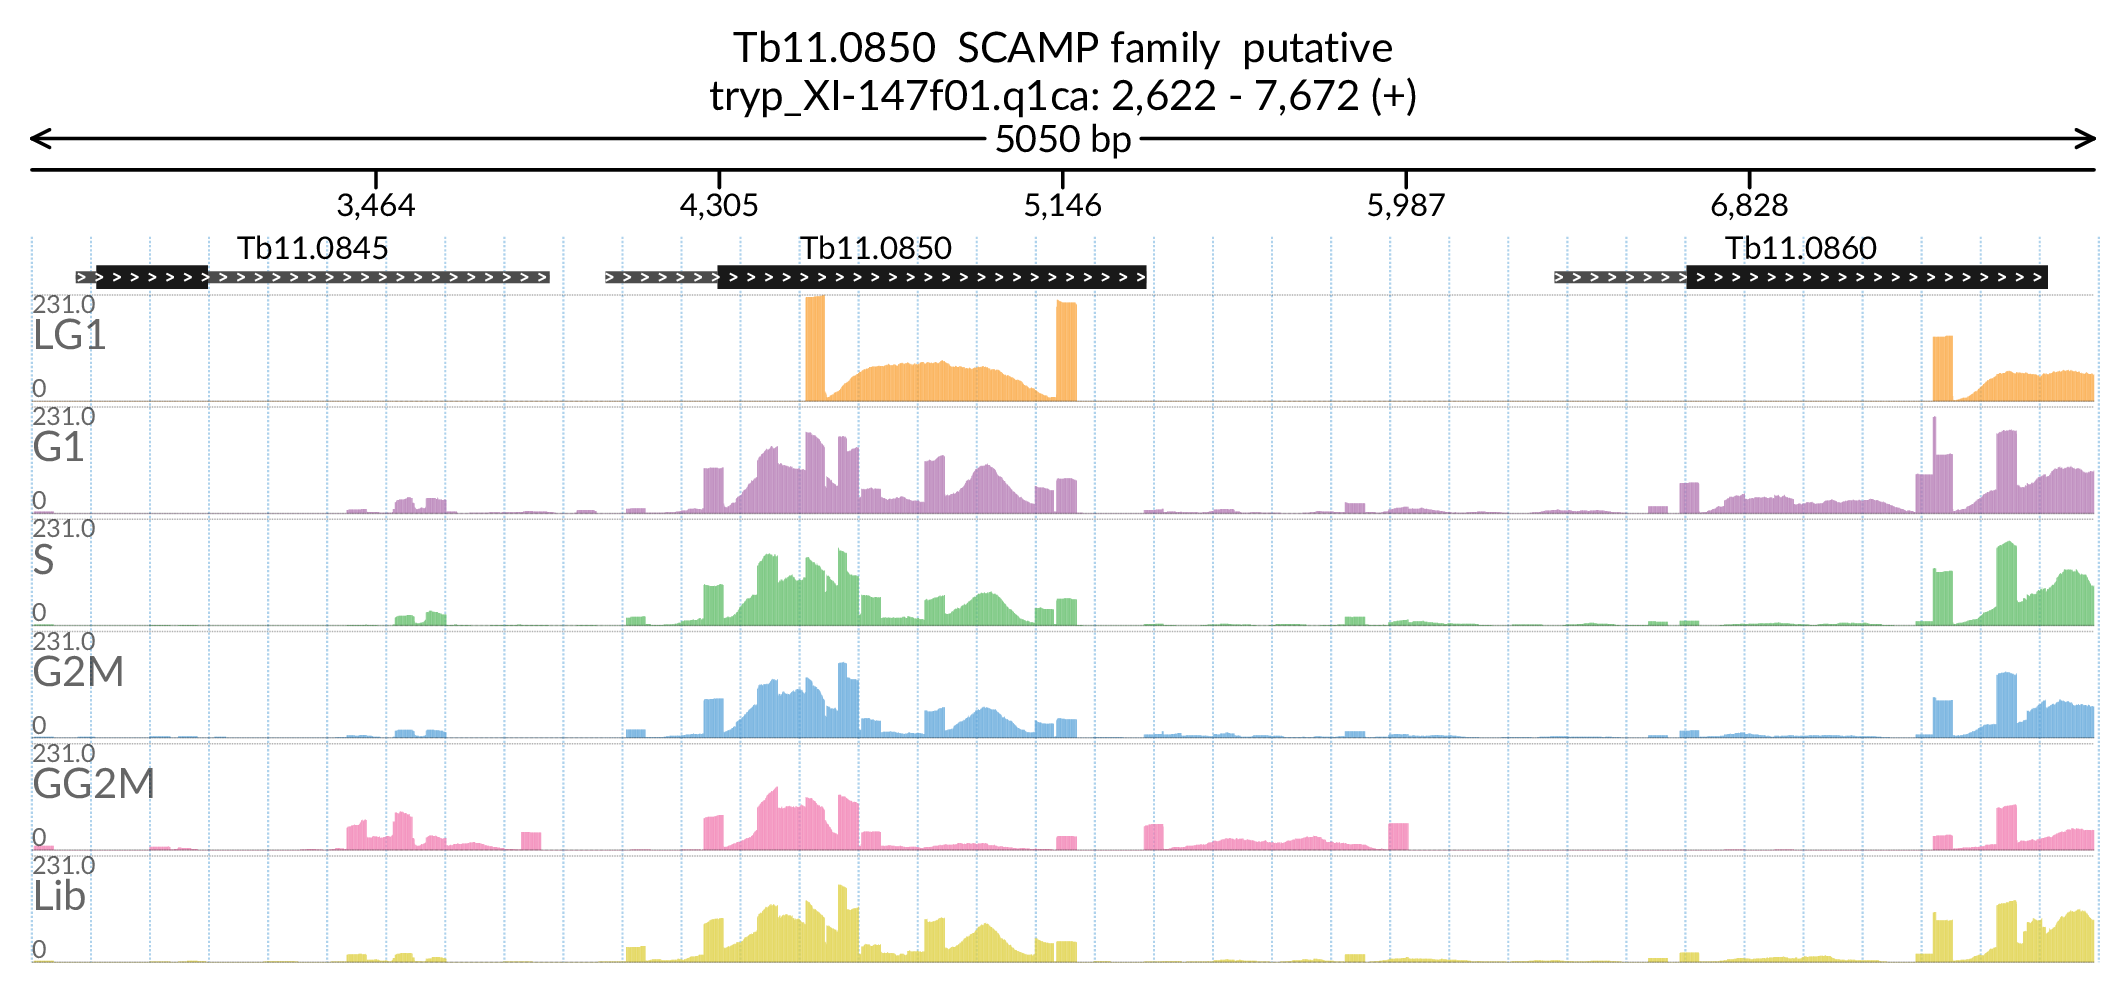 Tb11.0850 SCAMP family putative
tryp_XI-147f01.q1ca: 2,622 - 7,672 (+)
5050 bp
3,464 4,305 5,146 5,987 6,828
Tb11.0845 Tb11.0850 Tb11.0860
231.0
LG1
0
231.0
G1
0
231.0
S
0
231.0
G2M
0
231.0
GG2M
0
231.0
Lib
0